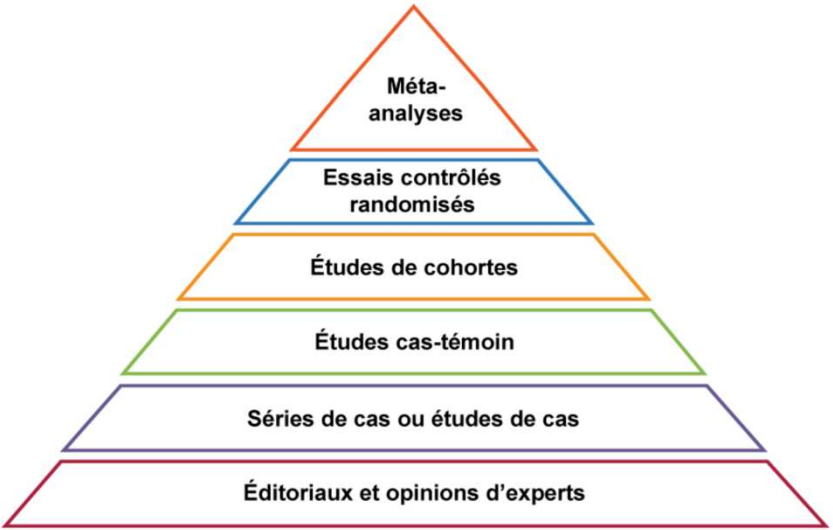 Méta-
analyses
Essais contrôlés
randomisés
Études de cohortes
Études cas-témoin
Séries de cas ou études de cas
Éditoriaux et opinions d’experts